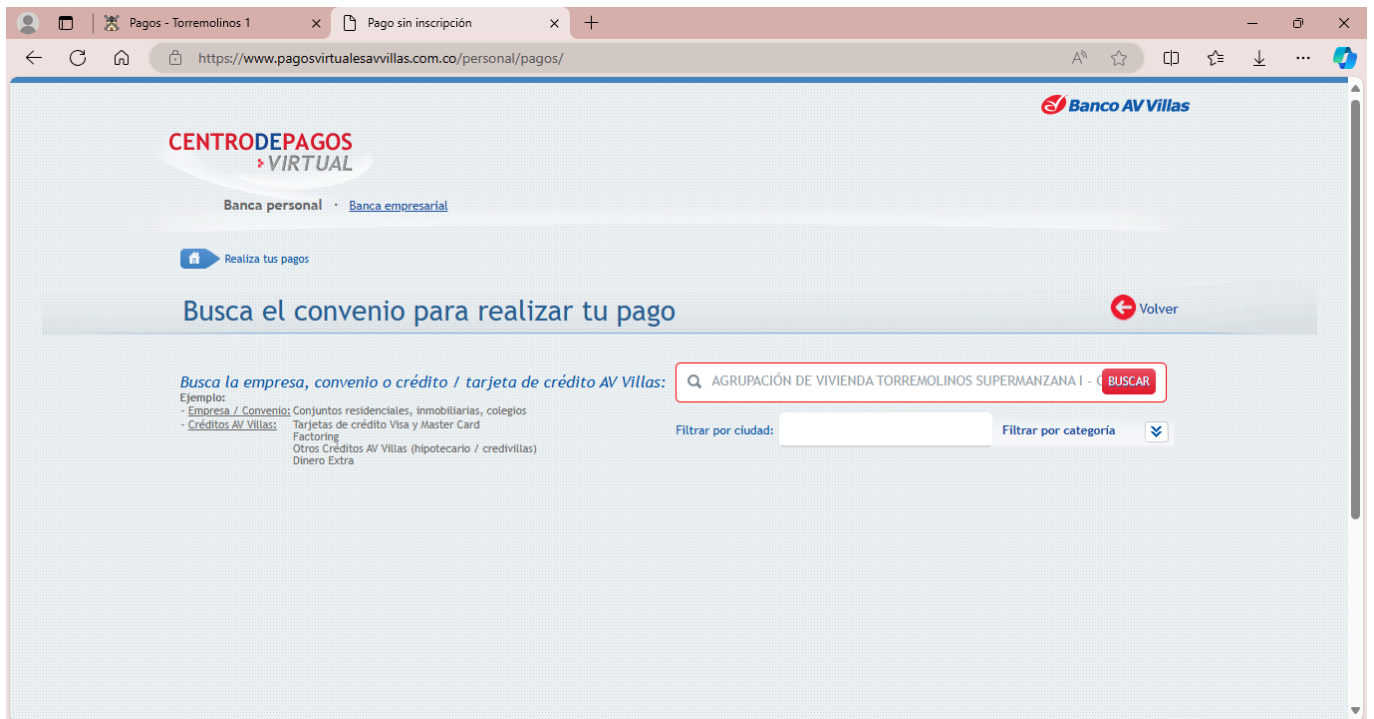 Pagos - Torremolinos 1
Pago sin inscripción
https://www.pagosvirtualesavvillas.com.co/personal/pagos/
Banco AV Villas
CENTRODEPAGOS
VIRTUAL
Banca personal · Banca empresarial
Realiza tus pagos
Busca el convenio para realizar tu pago
Volver
Busca la empresa, convenio o crédito / tarjeta de crédito AV Villas:
AGRUPACIÓN DE VIVIENDA TORREMOLINOS SUPERMANZANA I -
BUSCAR
Ejemplo:
- Empresa / Convenio: Conjuntos residenciales, inmobiliarias, colegios
- Créditos AV Villas: Tarjetas de crédito Visa y Master Card
Factoring
Otros Créditos AV Villas (hipotecario / credivillas)
Dinero Extra
Filtrar por ciudad:
Filtrar por categoría